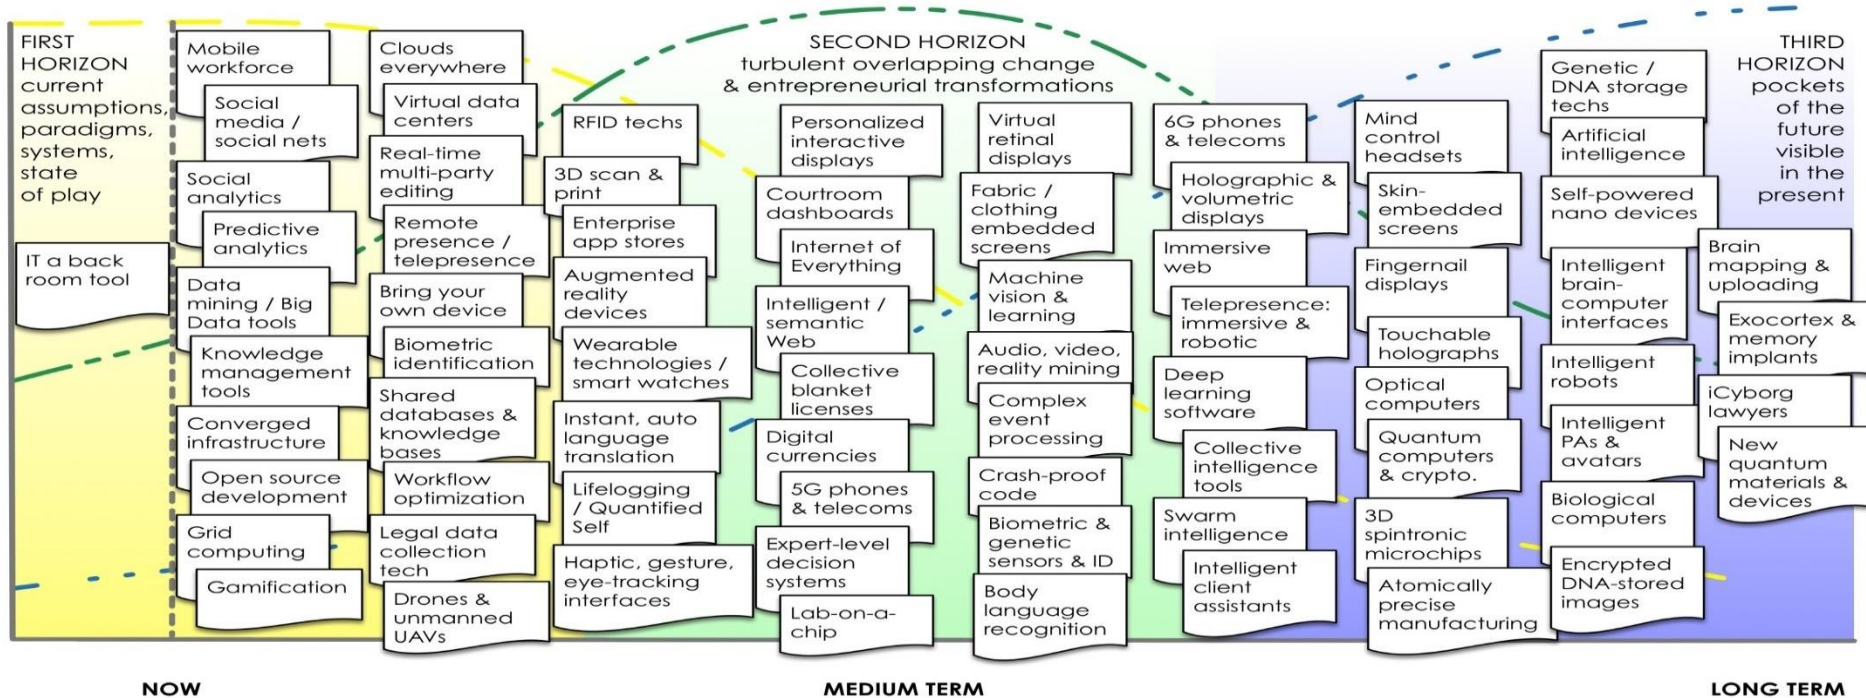 FIRST
HORIZON
current
assumptions,
paradigms,
systems,
state
of play
IT a back
room tool
Mobile
workforce
Social
media /
social nets
Social
analytics
Predictive
analytics
Data
mining / Big
Data tools
Knowledge
management
tools
Converged
infrastructure
Open source
development
Grid
computing
Gamification
Clouds
everywhere
Virtual data
centers
Real-time
multi-party
editing
Remote
presence /
telepresence
Bring your
own device
Biometric
identification
Shared
databases &
knowledge
bases
Workflow
optimization
Legal data
collection
tech
Drones &
unmanned
UAVs
RFID techs
3D scan &
print
Enterprise
app stores
Augmented
reality
devices
Wearable
technologies /
smart watches
Instant, auto
language
translation
Lifelogging
/ Quantified
Self
Haptic, gesture,
eye-tracking
interfaces
SECOND HORIZON
turbulent overlapping change
& entrepreneurial transformations
Personalized
interactive
displays
Courtroom
dashboards
Internet of
Everything
Intelligent /
semantic
Web
Collective
blanket
licenses
Digital
currencies
5G phones
& telecoms
Expert-level
decision
systems
Lab-on-a-
chip
Virtual
retinal
displays
Fabric /
clothing
embedded
screens
Machine
vision &
learning
Audio, video,
reality mining
Complex
event
processing
Crash-proof
code
Biometric &
genetic
sensors & ID
Body
language
recognition
6G phones
& telecoms
Holographic &
volumetric
displays
Immersive
web
Telepresence:
immersive &
robotic
Deep
learning
software
Collective
intelligence
tools
Swarm
intelligence
Intelligent
client
assistants
Mind
control
headsets
Skin-
embedded
screens
Fingernail
displays
Touchable
holographs
Optical
computers
Quantum
computers
& crypto.
3D
spintronic
microchips
Atomically
precise
manufacturing
Genetic /
DNA storage
techs
Artificial
intelligence
Self-powered
nano devices
Intelligent
brain-
computer
interfaces
Intelligent
robots
Intelligent
PAs &
avatars
Biological
computers
Encrypted
DNA-stored
images
THIRD
HORIZON
pockets
of the
future
visible
in the
present
Brain
mapping &
uploading
Exocortex &
memory
implants
iCyborg
lawyers
New
quantum
materials &
devices
NOW
MEDIUM TERM
LONG TERM